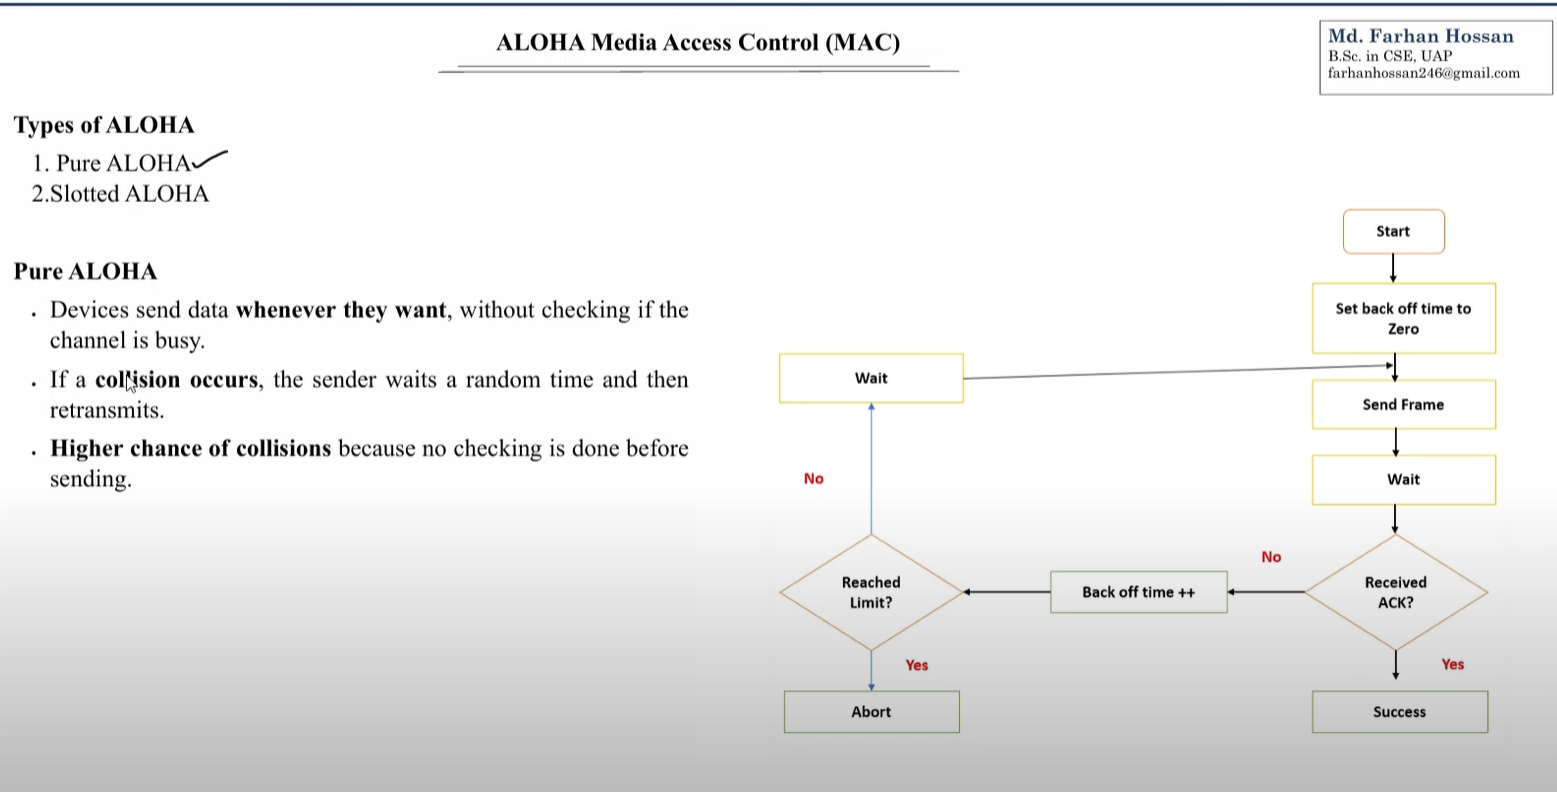 ALOHA Media Access Control (MAC)
Md. Farhan Hossan
B.Sc. in CSE, UAP
farhanhossan246@gmail.com
Types of ALOHA
1. Pure ALOHA
2.Slotted ALOHA
Pure ALOHA
• Devices send data whenever they want, without checking if the
channel is busy.
• If a collision occurs, the sender waits a random time and then
retransmits.
• Higher chance of collisions because no checking is done before
sending.
Start
Set back off time to
Zero
Wait
Send Frame
Wait
No
No
Reached
Limit?
Back off time ++
Received
ACK?
Yes
Yes
Abort
Success